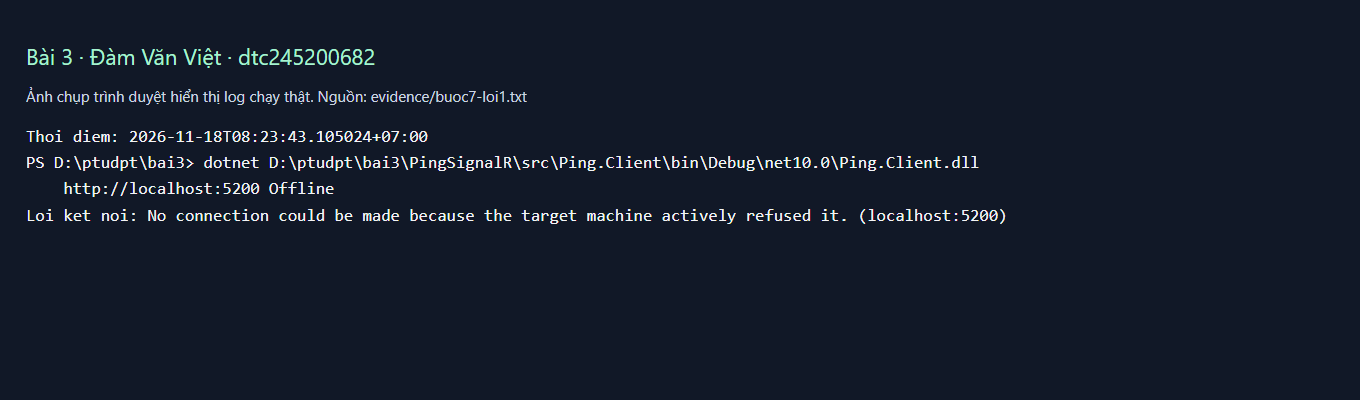 Bài 3 · Đàm Văn Việt · dtc245200682
Ảnh chụp trình duyệt hiển thị log chạy thật. Nguồn: evidence/buoc7-loi1.txt
Thoi diem: 2026-11-18T08:23:43.105024+07:00
PS D:\ptudpt\bai3> dotnet D:\ptudpt\bai3\PingSignalR\src\Ping.Client\bin\Debug\net10.0\Ping.Client.dll
http://localhost:5200 Offline
Loi ket noi: No connection could be made because the target machine actively refused it. (localhost:5200)